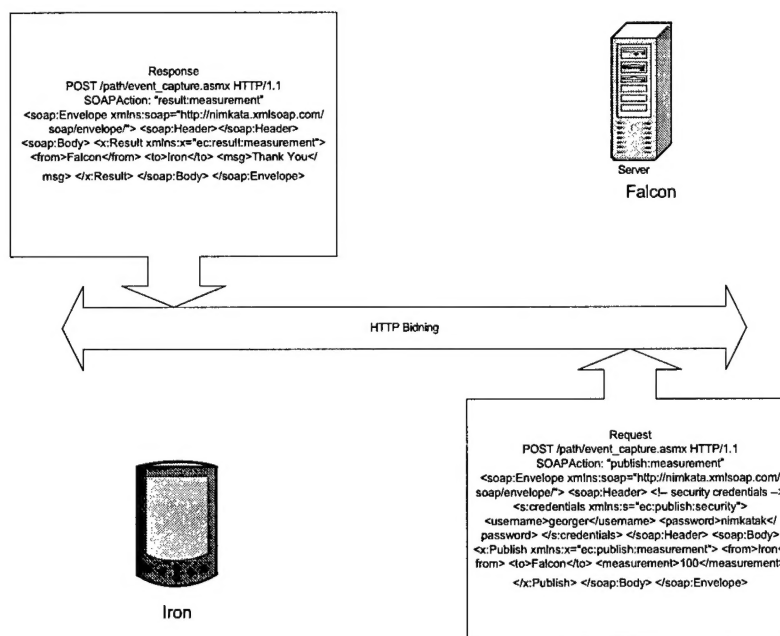 Response
POST /path/event_capture.asmx HTTP/1.1
SOAPAction: "result:measurement"
<soap:Envelope xmlns:soap="http://nimkata.xmlsoap.com/
soap/envelope/"> <soap:Header></soap:Header>
<soap:Body> <x:Result xmlns:x="ec:result:measurement">
<from>Falcon</from> <to>Iron</to> <msg>Thank You</
msg> </x:Result> </soap:Body> </soap:Envelope>
Server
Falcon
HTTP Bidning
Request
POST /path/event_capture.asmx HTTP/1.1
SOAPAction: "publish:measurement"
<soap:Envelope xmlns:soap="http://nimkata.xmlsoap.com/
soap/envelope/"> <soap:Header> <!-- security credentials -->
<s:credentials xmlns:s="ec:publish:security">
<username>georger</username> <password>nimkatak</
password> </s:credentials> </soap:Header> <soap:Body>
<x:Publish xmlns:x="ec:publish:measurement"> <from>Iron<
from> <to>Falcon</to> <measurement>100</measurement>
</x:Publish> </soap:Body> </soap:Envelope>
Iron